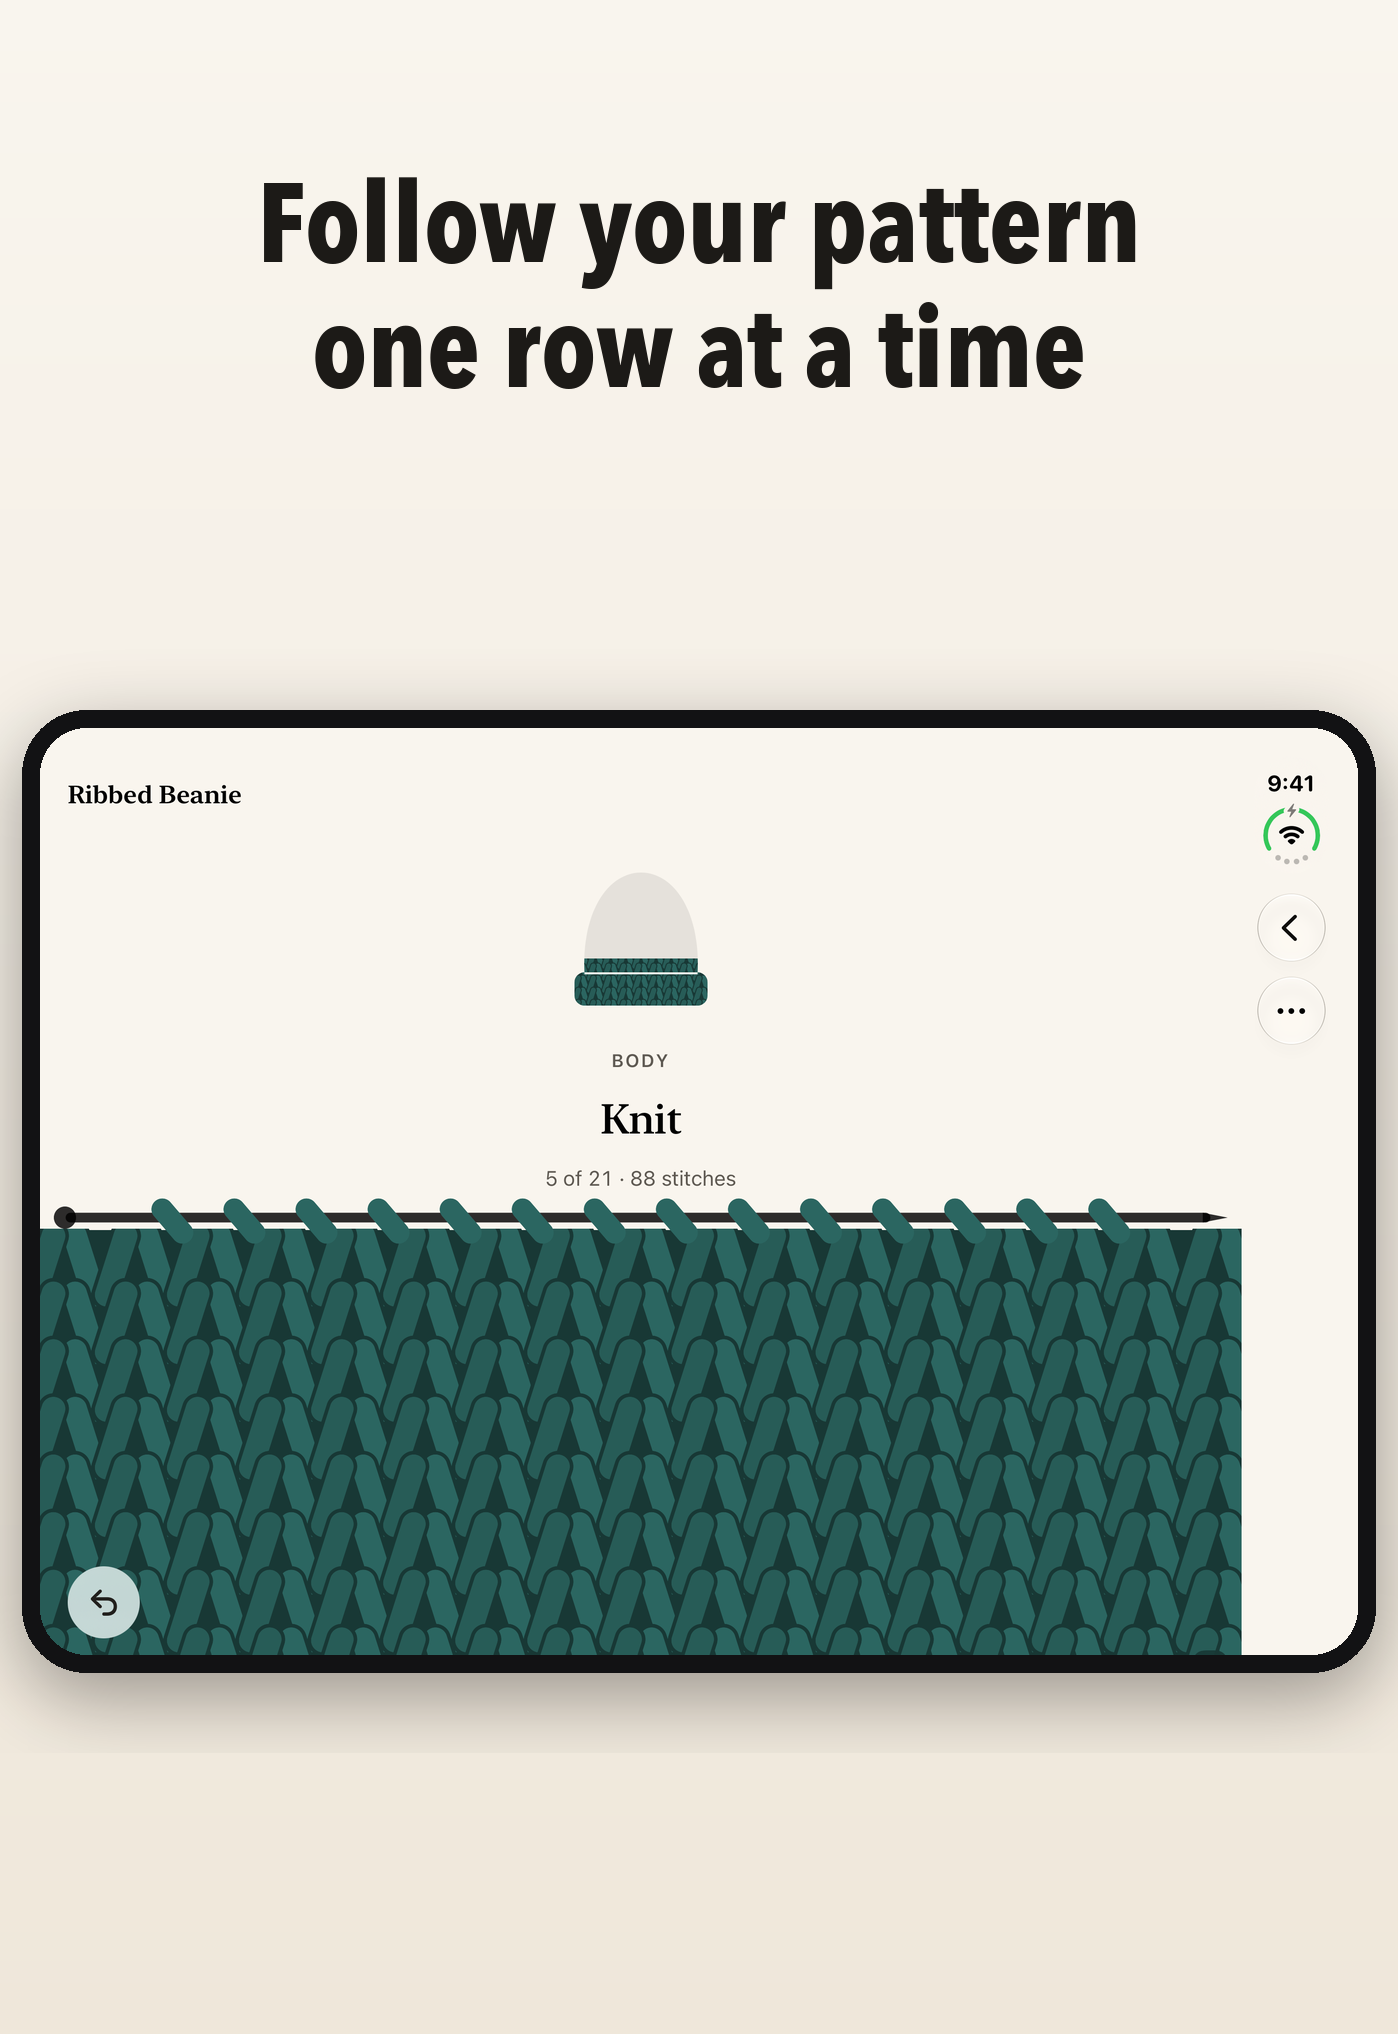 Follow your pattern
one row at a time
Ribbed Beanie
9:41
BODY
Knit
5 of 21 · 88 stitches